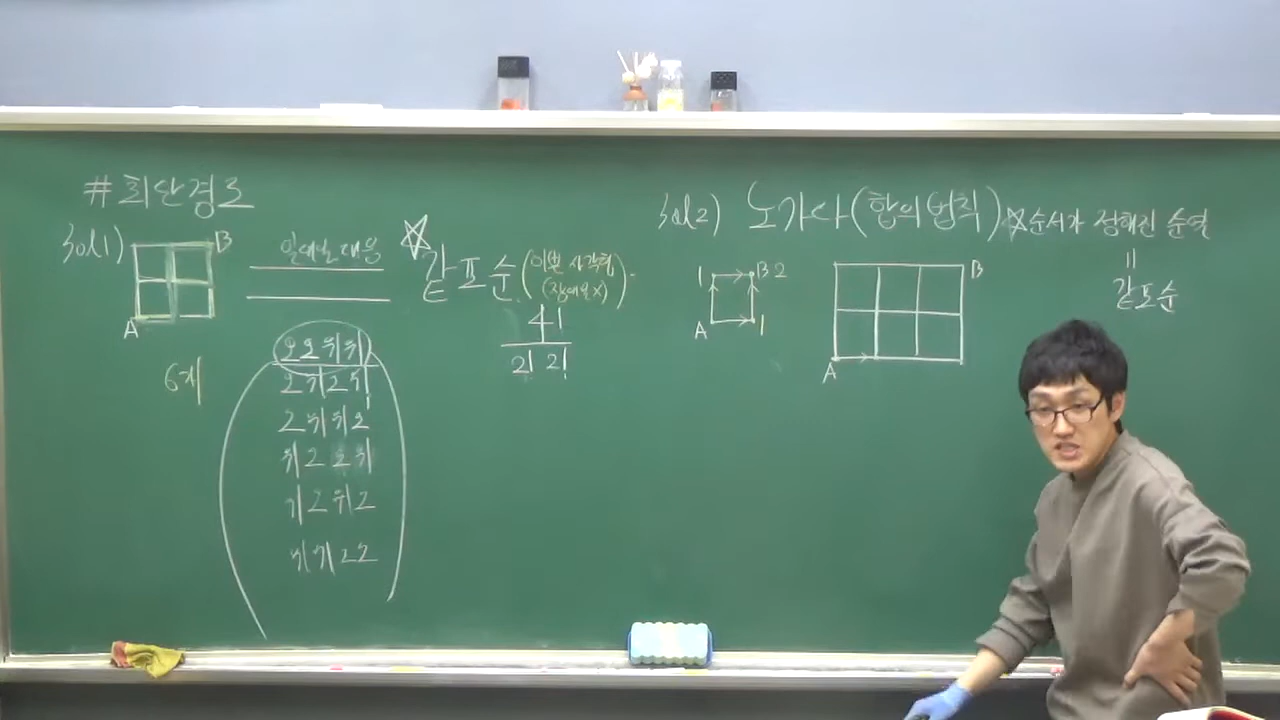 #최단경로
Sol1)
B
A
6개
일대일대응
오오위위
오위오위
오위위오
위오오위
위오위오
위위오오
☆같포순(이쁜 사각형)
(장애물X)
4!
2! 2!
Sol2) 노가다(합의법칙)
☆순서가 정해진 순열
=
같포순
1 B 2
A 1
B
A